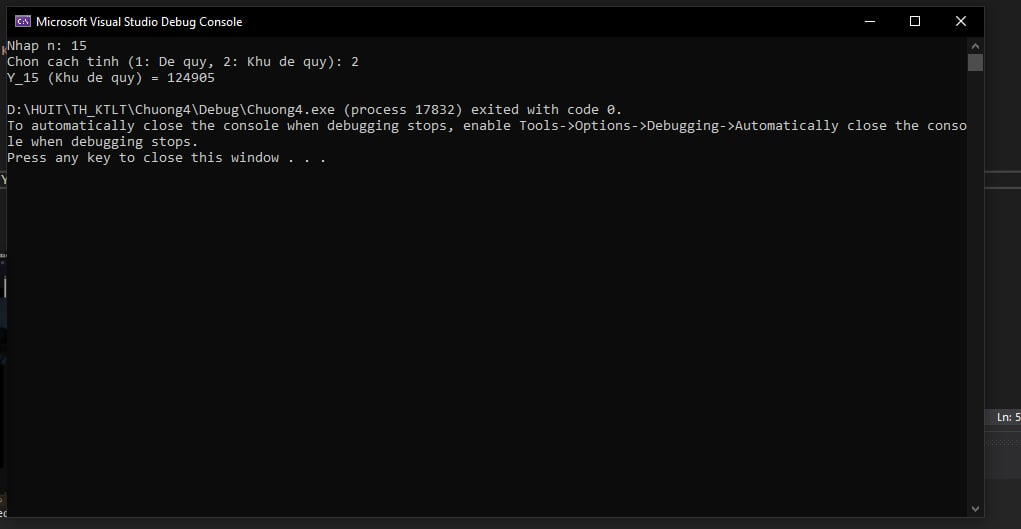 Microsoft Visual Studio Debug Console
Nhap n: 15
Chon cach tinh (1: De quy, 2: Khu de quy): 2
Y_15 (Khu de quy) = 124905
D:\HUIT\TH_KTLT\Chuong4\Debug\Chuong4.exe (process 17832) exited with code 0.
To automatically close the console when debugging stops, enable Tools->Options->Debugging->Automatically close the conso
le when debugging stops.
Press any key to close this window . . .
Ln: 5